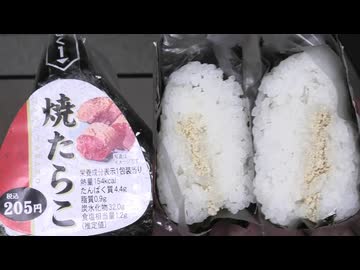 焼たらこ
税込
205円
栄養成分表示1包装当り
熱量154kcal
たんぱく質4.4g
脂質0.9g
炭水化物32.0g
食塩相当量1.2g
(推定値)